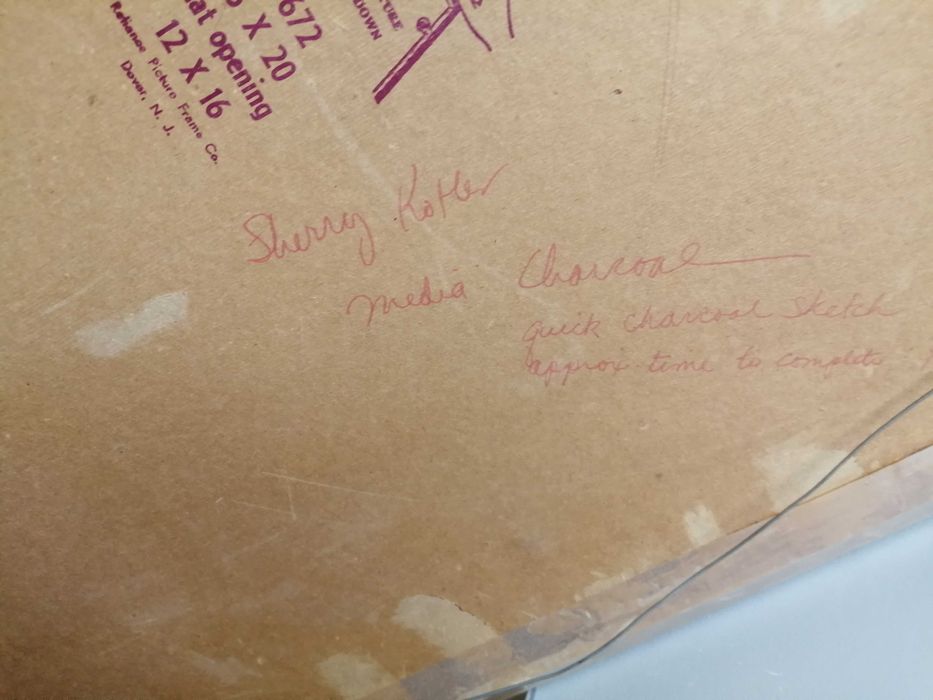 672
X 20
at opening
12 X 16
Reliance Picture Frame Co.
Dover, N. J.
DOWN
Sherry Kotler
media Charcoal
quick charcoal sketch
approx time to complete